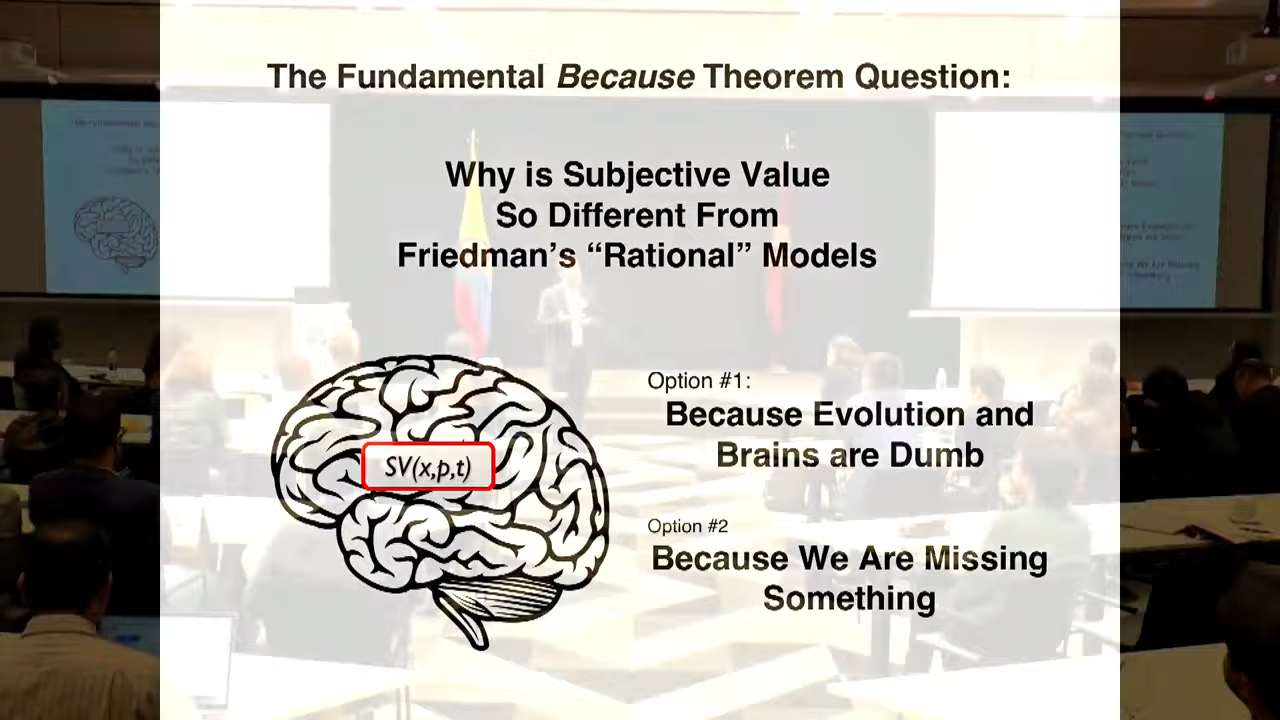 The Fundamental Because Theorem Question:
Why is Subjective Value
So Different From
Friedman's “Rational” Models
SV(x,p,t)
Option #1:
Because Evolution and
Brains are Dumb
Option #2
Because We Are Missing
Something